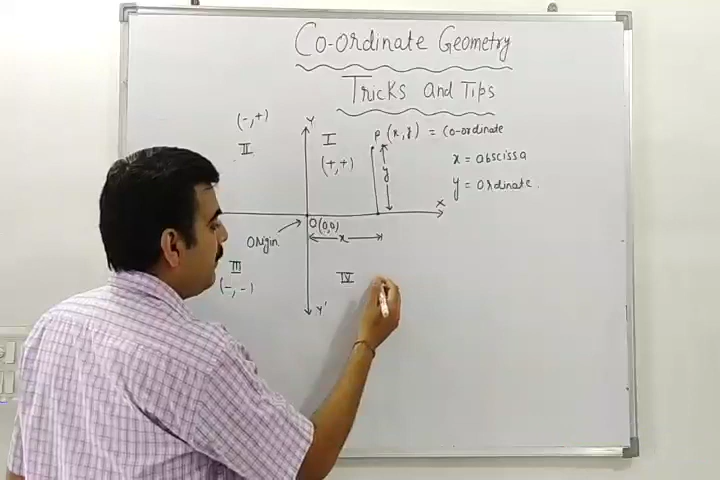 Co-ordinate Geometry
Tricks and Tips
(-,+)
II
Y
I
(+,+)
P (x,y) = co-ordinate
x = abscissa
y = ordinate
y
X
O(0,0)
x
Origin
III
(-,-)
IV
Y'